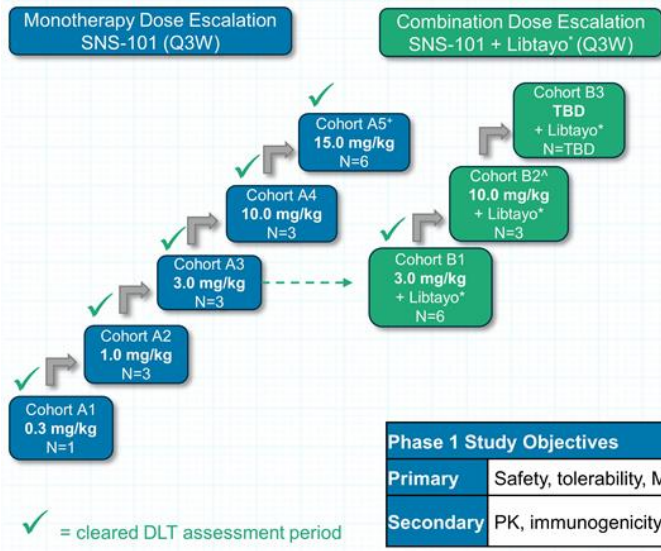 Monotherapy Dose Escalation
SNS-101 (Q3W)
Combination Dose Escalation
SNS-101 + Libtayo* (Q3W)
Cohort B3
TBD
+ Libtayo*
N=TBD
Cohort A5+
15.0 mg/kg
N=6
Cohort B2^
10.0 mg/kg
+ Libtayo*
N=3
Cohort A4
10.0 mg/kg
N=3
Cohort A3
3.0 mg/kg
N=3
Cohort B1
3.0 mg/kg
+ Libtayo*
N=6
Cohort A2
1.0 mg/kg
N=3
Cohort A1
0.3 mg/kg
N=1
Phase 1 Study Objectives
Primary Safety, tolerability, M
Secondary PK, immunogenicity
✓ = cleared DLT assessment period